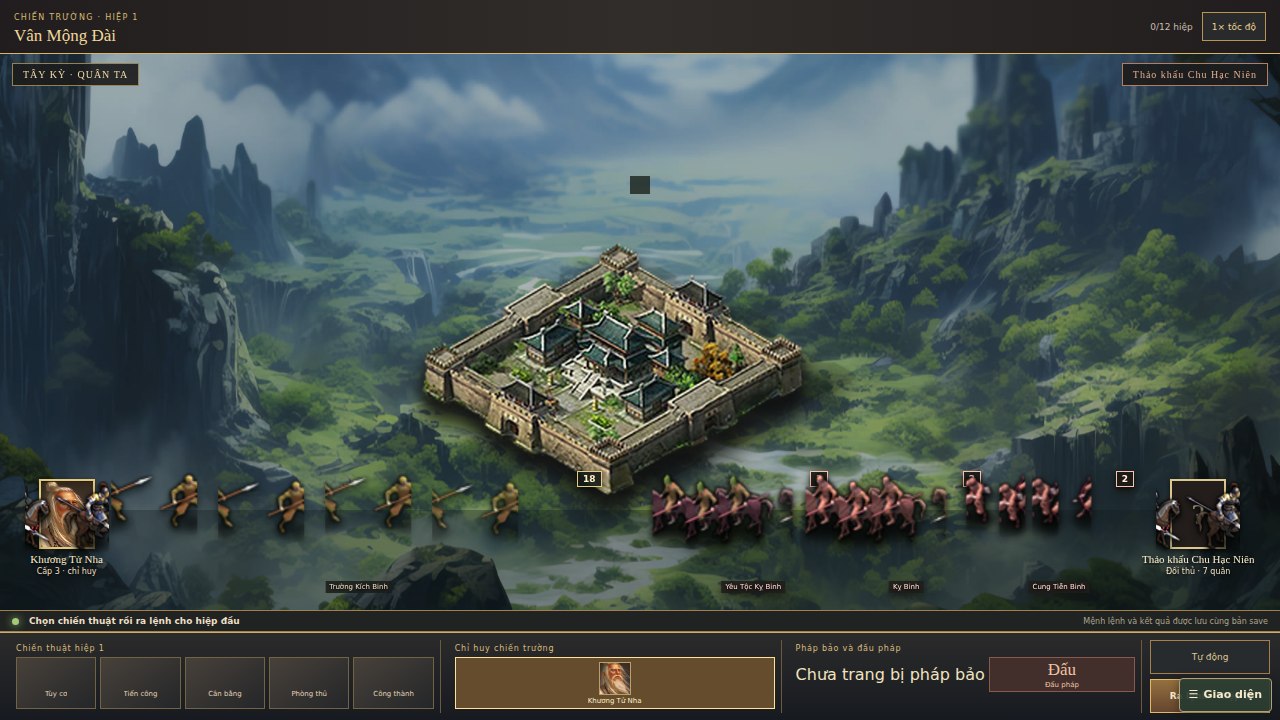 CHIẾN TRƯỜNG · HIỆP 1
Vân Mộng Đài
0/12 hiệp
1× tốc độ
TÂY KỲ · QUÂN TA
Thảo khấu Chu Hạc Niên
18
2
Khương Tử Nha
Cấp 3 · chỉ huy
Thảo khấu Chu Hạc Niên
Đối thủ · 7 quân
Trường Kích Binh
Yêu Tộc Kỵ Binh
Kỵ Binh
Cung Tiễn Binh
Chọn chiến thuật rồi ra lệnh cho hiệp đấu
Mệnh lệnh và kết quả được lưu cùng bản save
Chiến thuật hiệp 1
Tùy cơ
Tiến công
Cân bằng
Phòng thủ
Công thành
Chỉ huy chiến trường
Khương Tử Nha
Pháp bảo và đấu pháp
Chưa trang bị pháp bảo
Đấu
Đấu pháp
Tự động
☰ Giao diện